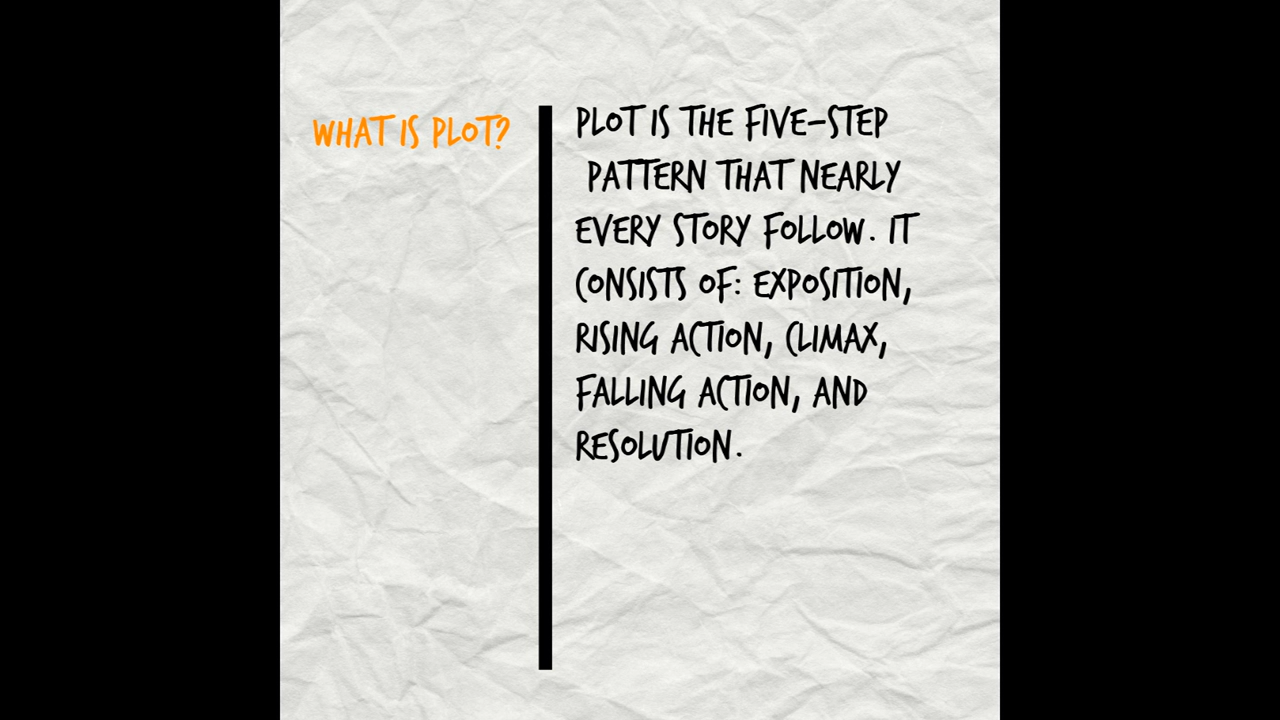 WHAT IS PLOT?
PLOT IS THE FIVE-STEP
PATTERN THAT NEARLY
EVERY STORY FOLLOW. IT
CONSISTS OF: EXPOSITION,
RISING ACTION, CLIMAX,
FALLING ACTION, AND
RESOLUTION.